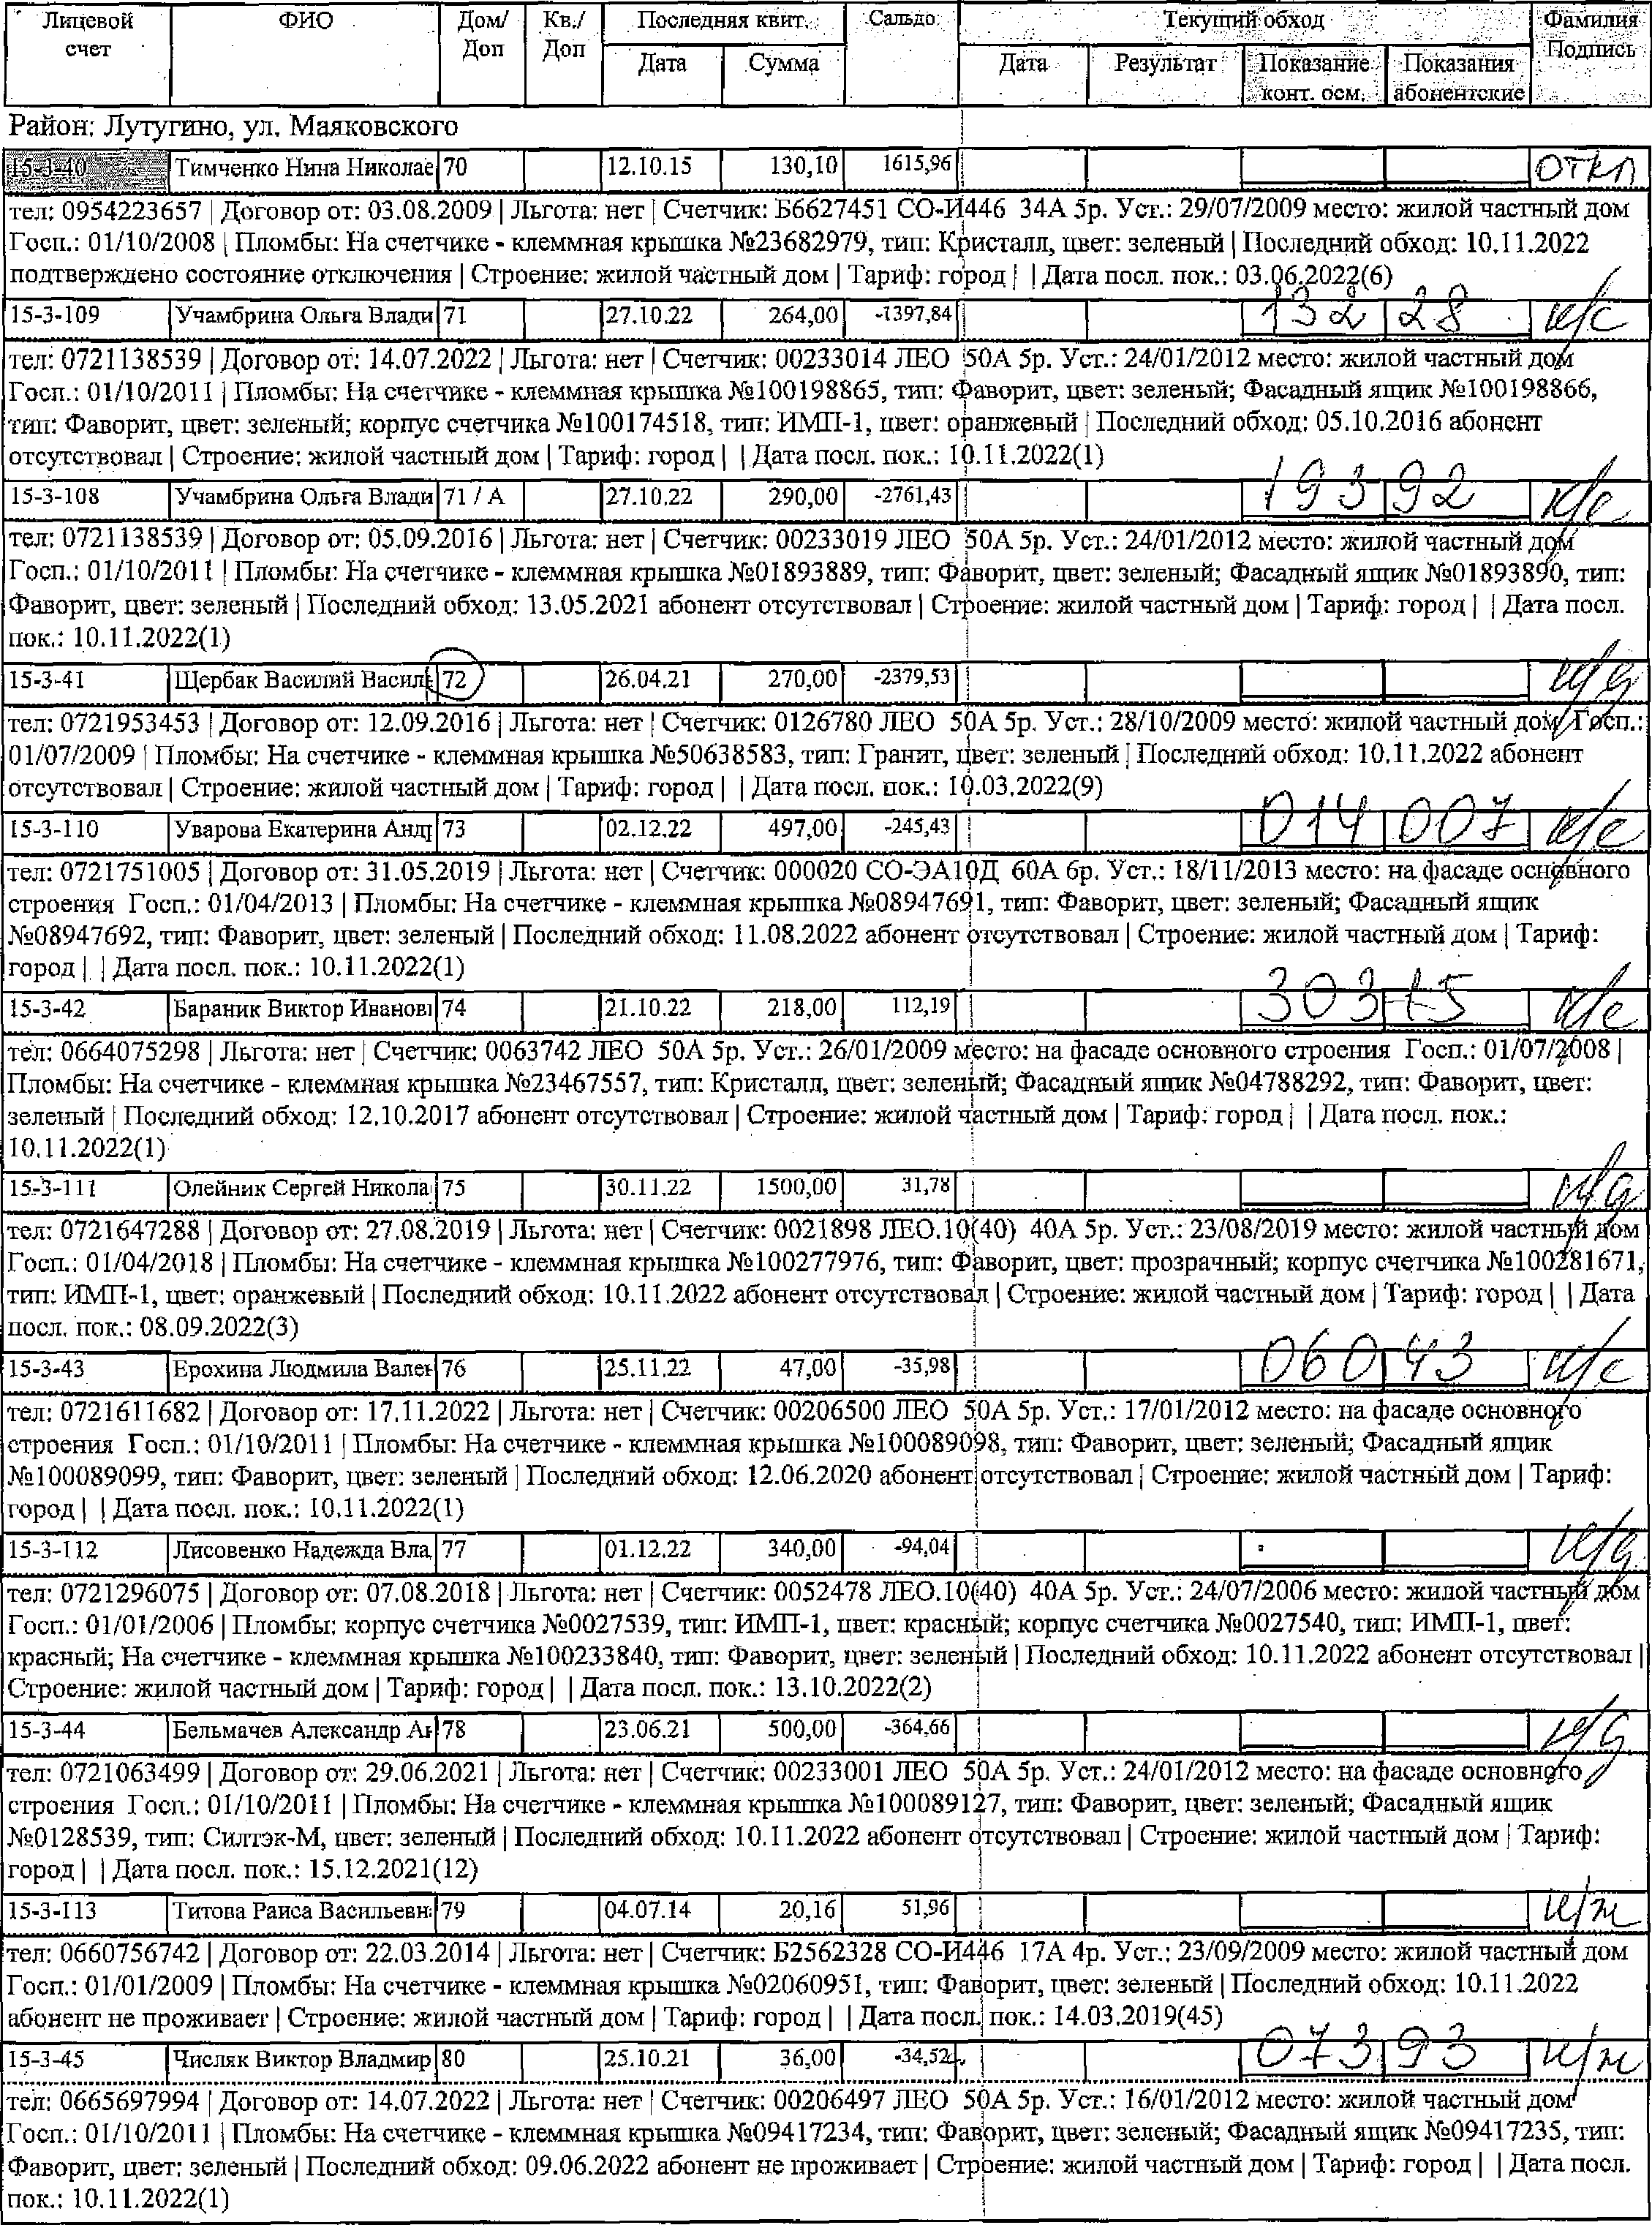 Лицевой счет ФИО Дом/Доп Кв./Доп Последняя квит. Сальдо Текущий обход Фамилия Подпись
Дата Сумма Дата Результат Показание конт. осм. Показания абонентские
Район: Лутугино, ул. Маяковского
15-3-40 Тимченко Нина Николае 70 12.10.15 130,10 1615,96 откл
тел: 0954223657 | Договор от: 03.08.2009 | Льгота: нет | Счетчик: Б6627451 СО-И446 34А 5р. Уст.: 29/07/2009 место: жилой частный дом
Госп.: 01/10/2008 | Пломбы: На счетчике - клеммная крышка №23682979, тип: Кристалл, цвет: зеленый | Последний обход: 10.11.2022
подтверждено состояние отключения | Строение: жилой частный дом | Тариф: город | | Дата посл. пок.: 03.06.2022(6)
15-3-109 Учамбрина Ольга Влади 71 27.10.22 264,00 -1397,84 13228 к/с
тел: 0721138539 | Договор от: 14.07.2022 | Льгота: нет | Счетчик: 00233014 ЛЕО 50А 5р. Уст.: 24/01/2012 место: жилой частный дом
Госп.: 01/10/2011 | Пломбы: На счетчике - клеммная крышка №100198865, тип: Фаворит, цвет: зеленый; Фасадный ящик №100198866,
тип: Фаворит, цвет: зеленый; корпус счетчика №100174518, тип: ИМП-1, цвет: оранжевый | Последний обход: 05.10.2016 абонент
отсутствовал | Строение: жилой частный дом | Тариф: город | | Дата посл. пок.: 10.11.2022(1)
15-3-108 Учамбрина Ольга Влади 71 / А 27.10.22 290,00 -2761,43 19392 к/с
тел: 0721138539 | Договор от: 05.09.2016 | Льгота: нет | Счетчик: 00233019 ЛЕО 50А 5р. Уст.: 24/01/2012 место: жилой частный дом
Госп.: 01/10/2011 | Пломбы: На счетчике - клеммная крышка №01893889, тип: Фаворит, цвет: зеленый; Фасадный ящик №01893890, тип:
Фаворит, цвет: зеленый | Последний обход: 13.05.2021 абонент отсутствовал | Строение: жилой частный дом | Тариф: город | | Дата посл.
пок.: 10.11.2022(1)
15-3-41 Щербак Василий Василь 72 26.04.21 270,00 -2379,53 н/д
тел: 0721953453 | Договор от: 12.09.2016 | Льгота: нет | Счетчик: 0126780 ЛЕО 50А 5р. Уст.: 28/10/2009 место: жилой частный дом Госп.:
01/07/2009 | Пломбы: На счетчике - клеммная крышка №50638583, тип: Гранит, цвет: зеленый | Последний обход: 10.11.2022 абонент
отсутствовал | Строение: жилой частный дом | Тариф: город | | Дата посл. пок.: 10.03.2022(9)
15-3-110 Уварова Екатерина Андр 73 02.12.22 497,00 -245,43 014007 к/с
тел: 0721751005 | Договор от: 31.05.2019 | Льгота: нет | Счетчик: 000020 СО-ЭА10Д 60А 6р. Уст.: 18/11/2013 место: на фасаде основного
строения Госп.: 01/04/2013 | Пломбы: На счетчике - клеммная крышка №08947691, тип: Фаворит, цвет: зеленый; Фасадный ящик
№08947692, тип: Фаворит, цвет: зеленый | Последний обход: 11.08.2022 абонент отсутствовал | Строение: жилой частный дом | Тариф:
город | | Дата посл. пок.: 10.11.2022(1)
15-3-42 Бараник Виктор Иванови 74 21.10.22 218,00 112,19 30315 к/с
тел: 0664075298 | Льгота: нет | Счетчик: 0063742 ЛЕО 50А 5р. Уст.: 26/01/2009 место: на фасаде основного строения Госп.: 01/07/2008 |
Пломбы: На счетчике - клеммная крышка №23467557, тип: Кристалл, цвет: зеленый; Фасадный ящик №04788292, тип: Фаворит, цвет:
зеленый | Последний обход: 12.10.2017 абонент отсутствовал | Строение: жилой частный дом | Тариф: город | | Дата посл. пок.:
10.11.2022(1)
15-3-111 Олейник Сергей Никола 75 30.11.22 1500,00 31,78 н/д
тел: 0721647288 | Договор от: 27.08.2019 | Льгота: нет | Счетчик: 0021898 ЛЕО.10(40) 40А 5р. Уст.: 23/08/2019 место: жилой частный дом
Госп.: 01/04/2018 | Пломбы: На счетчике - клеммная крышка №100277976, тип: Фаворит, цвет: прозрачный; корпус счетчика №100281671,
тип: ИМП-1, цвет: оранжевый | Последний обход: 10.11.2022 абонент отсутствовал | Строение: жилой частный дом | Тариф: город | | Дата
посл. пок.: 08.09.2022(3)
15-3-43 Ерохина Людмила Вален 76 25.11.22 47,00 -35,98 06043 к/с
тел: 0721611682 | Договор от: 17.11.2022 | Льгота: нет | Счетчик: 00206500 ЛЕО 50А 5р. Уст.: 17/01/2012 место: на фасаде основного
строения Госп.: 01/10/2011 | Пломбы: На счетчике - клеммная крышка №100089098, тип: Фаворит, цвет: зеленый; Фасадный ящик
№100089099, тип: Фаворит, цвет: зеленый | Последний обход: 12.06.2020 абонент отсутствовал | Строение: жилой частный дом | Тариф:
город | | Дата посл. пок.: 10.11.2022(1)
15-3-112 Лисовенко Надежда Вла 77 01.12.22 340,00 -94,04 н/д
тел: 0721296075 | Договор от: 07.08.2018 | Льгота: нет | Счетчик: 0052478 ЛЕО.10(40) 40А 5р. Уст.: 24/07/2006 место: жилой частный дом
Госп.: 01/01/2006 | Пломбы: корпус счетчика №0027539, тип: ИМП-1, цвет: красный; корпус счетчика №0027540, тип: ИМП-1, цвет:
красный; На счетчике - клеммная крышка №100233840, тип: Фаворит, цвет: зеленый | Последний обход: 10.11.2022 абонент отсутствовал |
Строение: жилой частный дом | Тариф: город | | Дата посл. пок.: 13.10.2022(2)
15-3-44 Бельмачев Александр Ан 78 23.06.21 500,00 -364,66 н/д
тел: 0721063499 | Договор от: 29.06.2021 | Льгота: нет | Счетчик: 00233001 ЛЕО 50А 5р. Уст.: 24/01/2012 место: на фасаде основного
строения Госп.: 01/10/2011 | Пломбы: На счетчике - клеммная крышка №100089127, тип: Фаворит, цвет: зеленый; Фасадный ящик
№0128539, тип: Силтэк-М, цвет: зеленый | Последний обход: 10.11.2022 абонент отсутствовал | Строение: жилой частный дом | Тариф:
город | | Дата посл. пок.: 15.12.2021(12)
15-3-113 Титова Раиса Васильевн 79 04.07.14 20,16 51,96 н/ж
тел: 0660756742 | Договор от: 22.03.2014 | Льгота: нет | Счетчик: Б2562328 СО-И446 17А 4р. Уст.: 23/09/2009 место: жилой частный дом
Госп.: 01/01/2009 | Пломбы: На счетчике - клеммная крышка №02060951, тип: Фаворит, цвет: зеленый | Последний обход: 10.11.2022
абонент не проживает | Строение: жилой частный дом | Тариф: город | | Дата посл. пок.: 14.03.2019(45)
15-3-45 Числяк Виктор Владмир 80 25.10.21 36,00 -34,52 07393 н/ж
тел: 0665697994 | Договор от: 14.07.2022 | Льгота: нет | Счетчик: 00206497 ЛЕО 50А 5р. Уст.: 16/01/2012 место: жилой частный дом
Госп.: 01/10/2011 | Пломбы: На счетчике - клеммная крышка №09417234, тип: Фаворит, цвет: зеленый; Фасадный ящик №09417235, тип:
Фаворит, цвет: зеленый | Последний обход: 09.06.2022 абонент не проживает | Строение: жилой частный дом | Тариф: город | | Дата посл.
пок.: 10.11.2022(1)